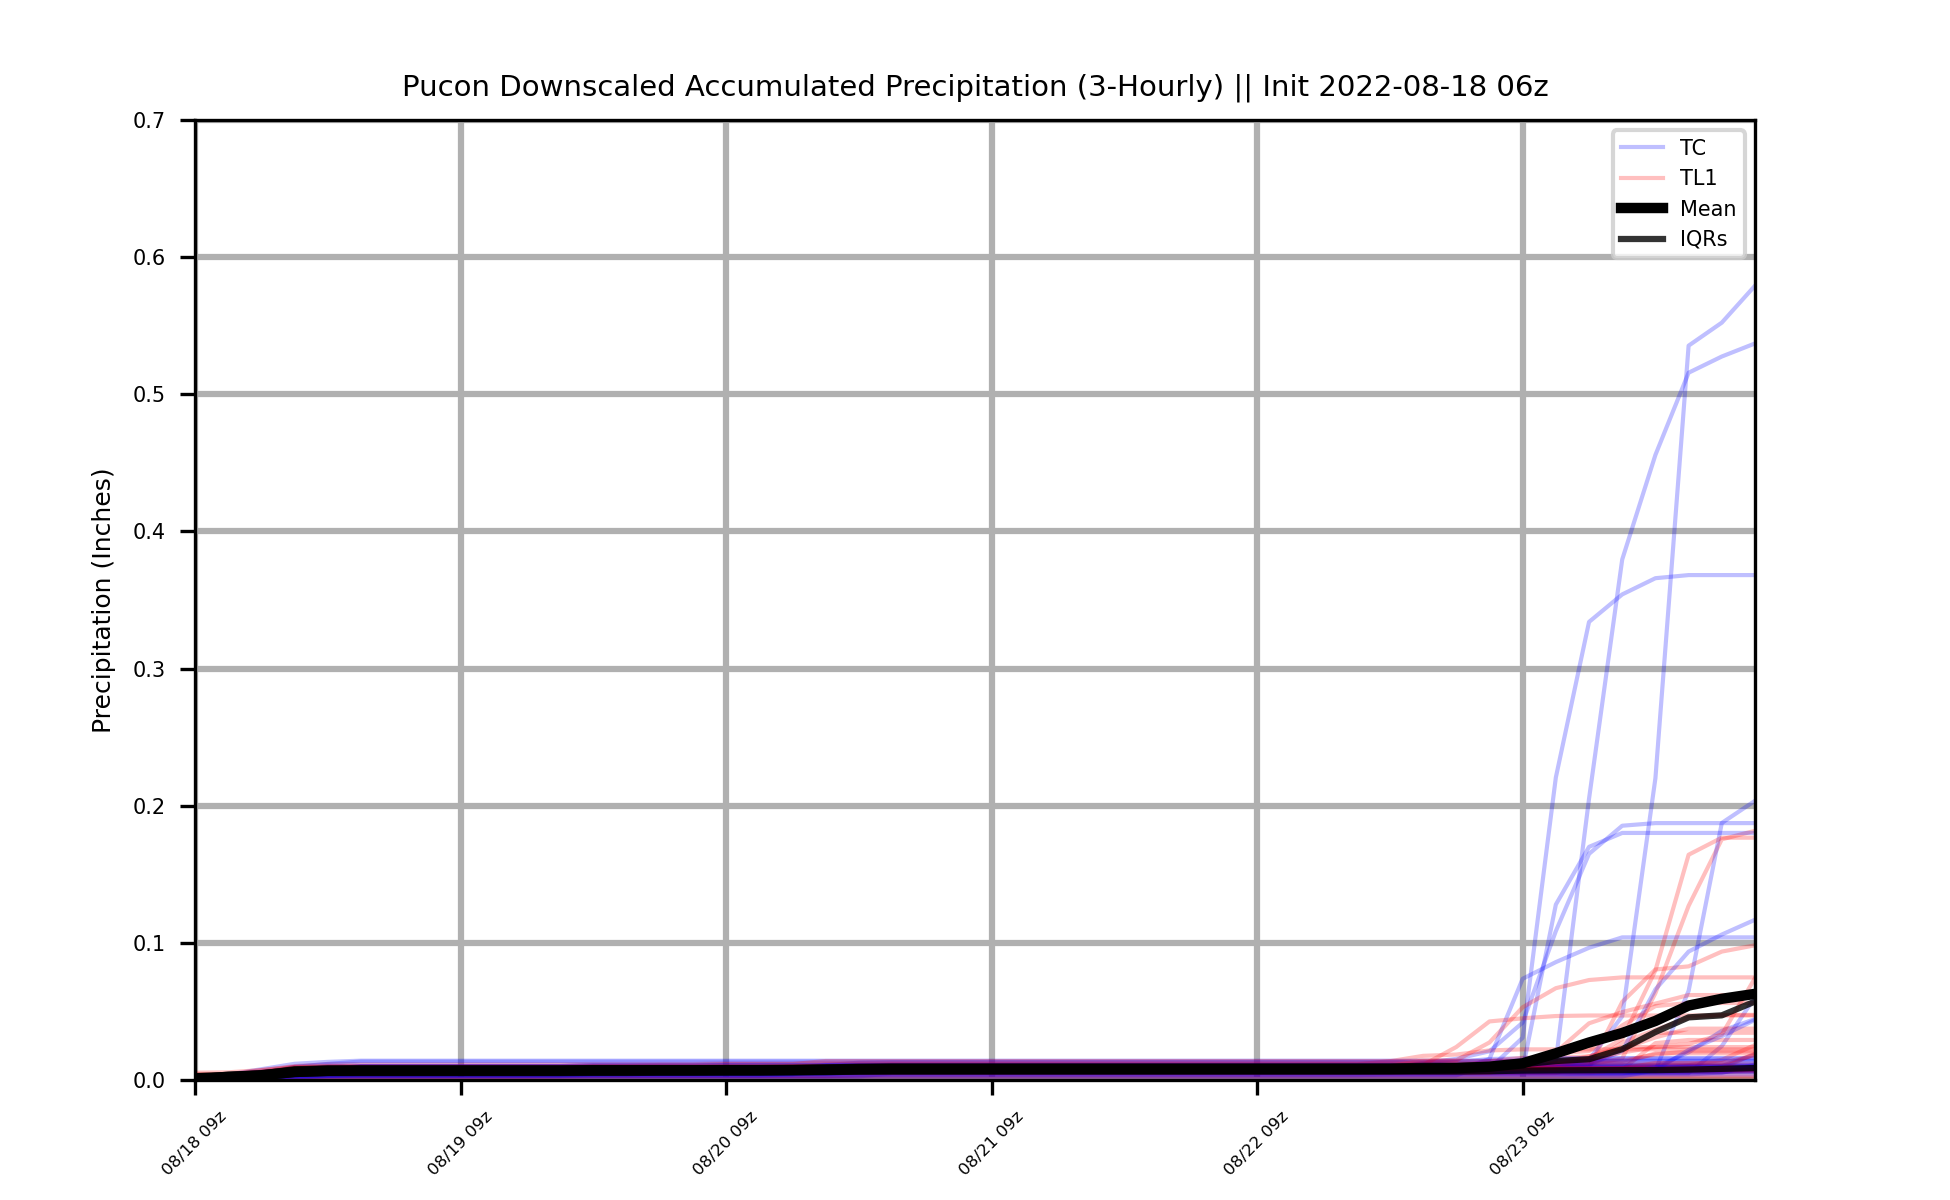 Pucon Downscaled Accumulated Precipitation (3-Hourly) || Init 2022-08-18 06z
Precipitation (Inches)
0.7
0.6
0.5
0.4
0.3
0.2
0.1
0.0
TC
TL1
Mean
IQRs
08/18 09z
08/19 09z
08/20 09z
08/21 09z
08/22 09z
08/23 09z